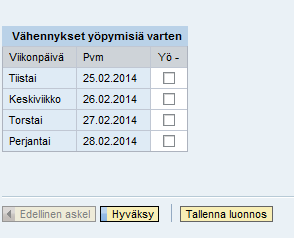 Vähennykset yöpymisiä varten
Viikonpäivä Pvm Yö -
Tiistai 25.02.2014
Keskiviikko 26.02.2014
Torstai 27.02.2014
Perjantai 28.02.2014
Edellinen askel Hyväksy Tallenna luonnos